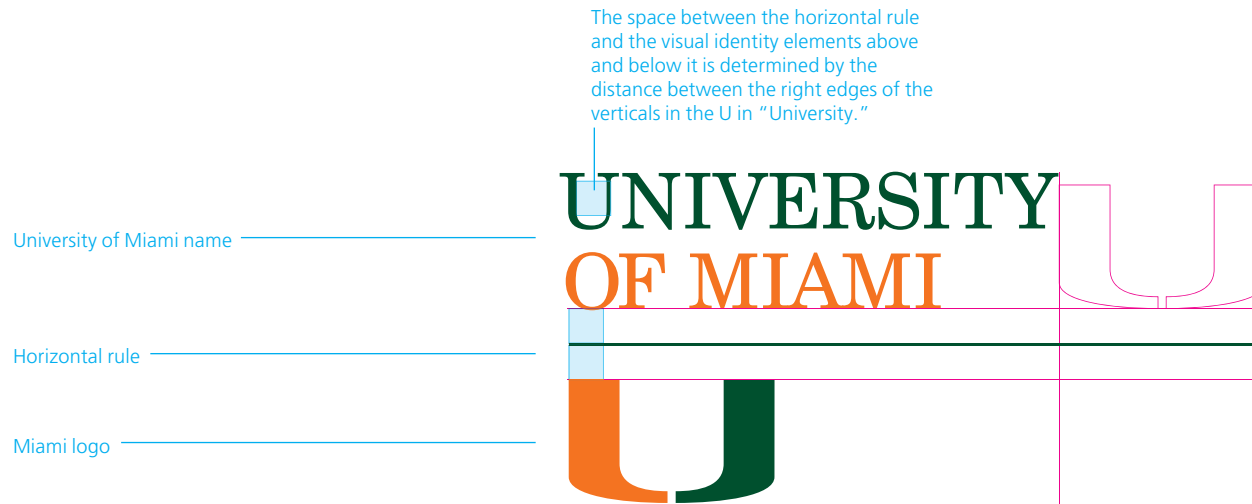 The space between the horizontal rule
and the visual identity elements above
and below it is determined by the
distance between the right edges of the
verticals in the U in “University.”
UNIVERSITY
University of Miami name
OF MIAMI
Horizontal rule
Miami logo